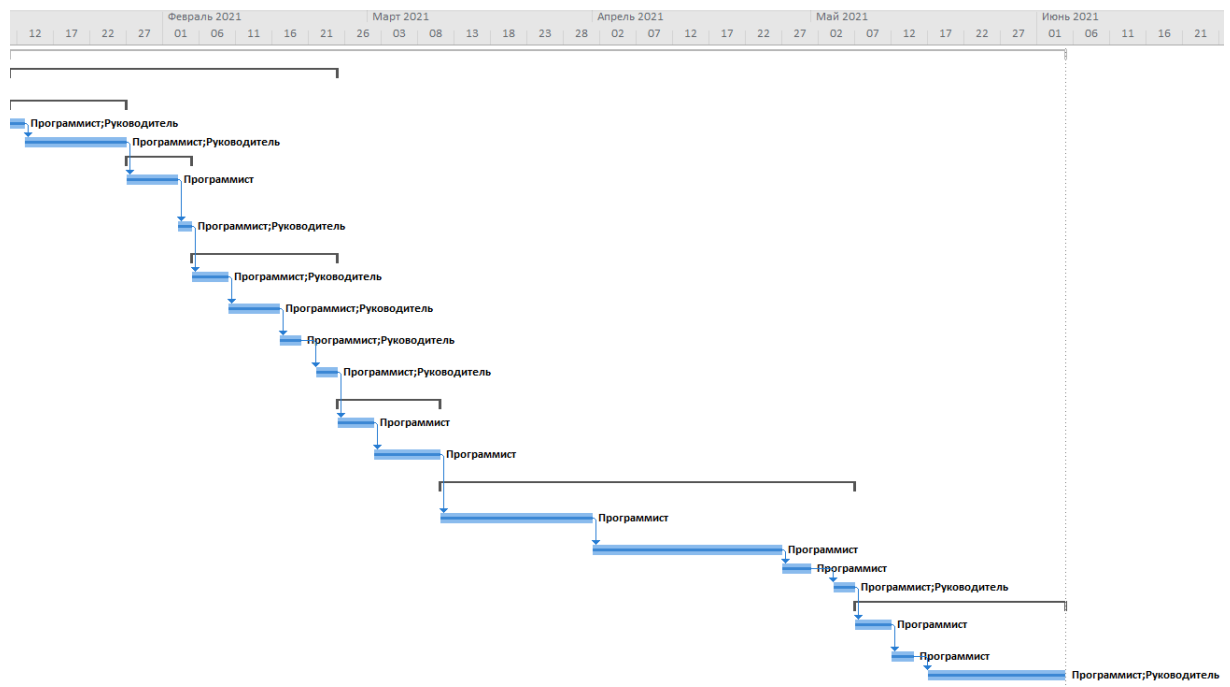 Февраль 2021 Март 2021 Апрель 2021 Май 2021 Июнь 2021
12 17 22 27 01 06 11 16 21 26 03 08 13 18 23 28 02 07 12 17 22 27 02 07 12 17 22 27 01 06 11 16 21
Программист;Руководитель
Программист;Руководитель
Программист
Программист;Руководитель
Программист;Руководитель
Программист;Руководитель
Программист;Руководитель
Программист;Руководитель
Программист
Программист
Программист
Программист
Программист
Программист;Руководитель
Программист
Программист
Программист;Руководитель